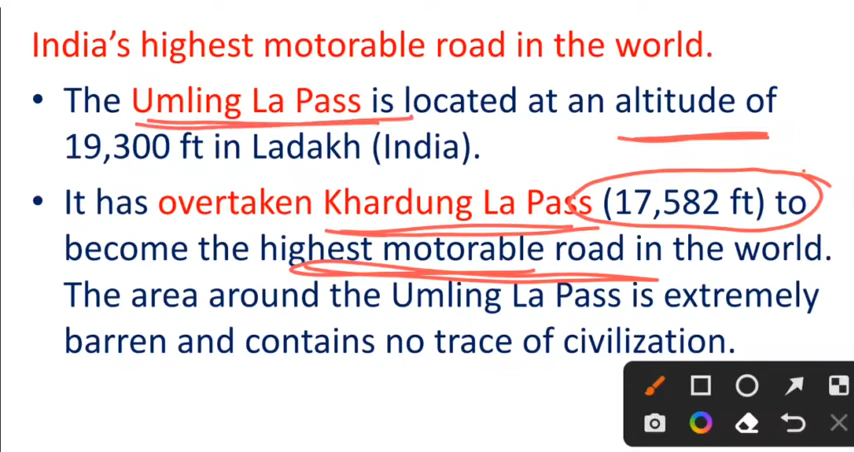 India’s highest motorable road in the world.
• The Umling La Pass is located at an altitude of
19,300 ft in Ladakh (India).
• It has overtaken Khardung La Pass (17,582 ft) to
become the highest motorable road in the world.
The area around the Umling La Pass is extremely
barren and contains no trace of civilization.